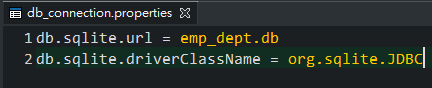 db_connection.properties
1 db.sqlite.url = emp_dept.db
2 db.sqlite.driverClassName = org.sqlite.JDBC